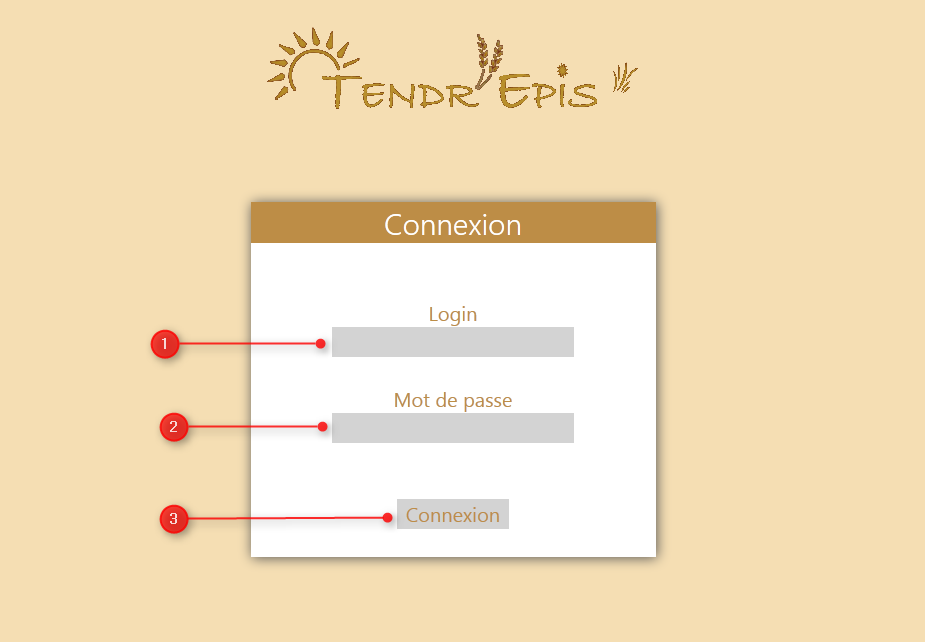 TENDR'EPIS
Connexion
Login
1
Mot de passe
2
3
Connexion